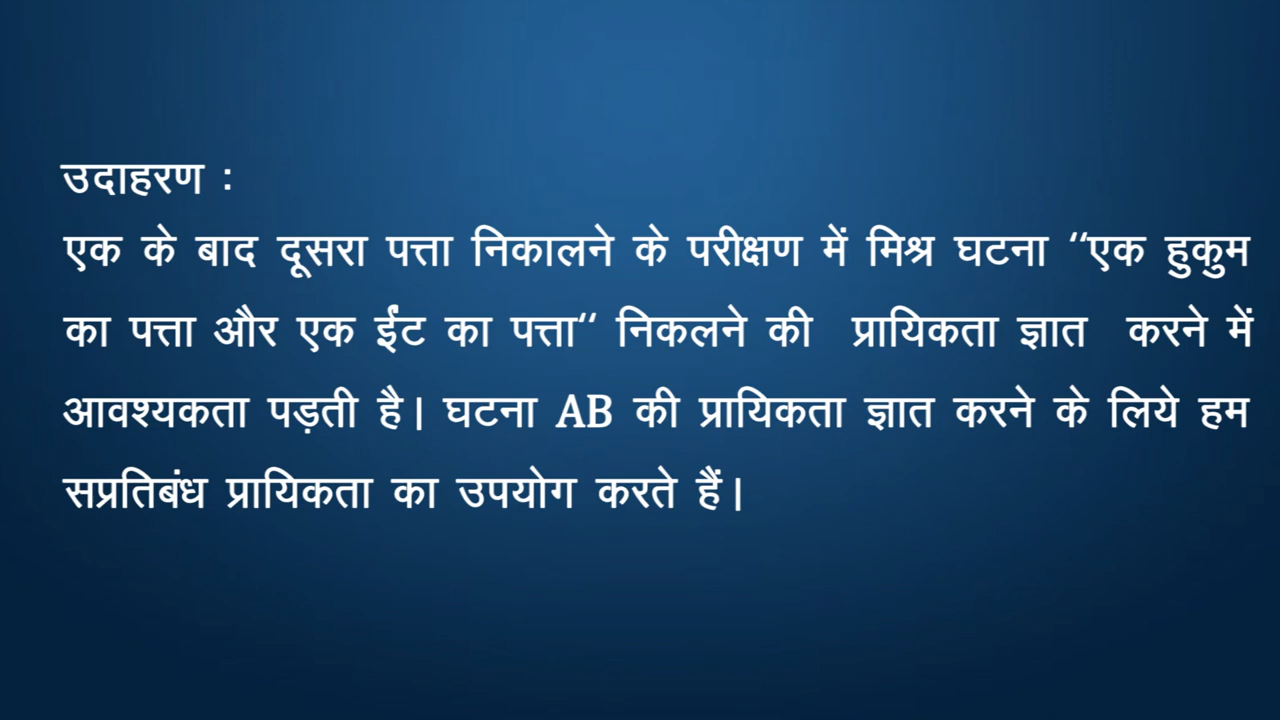 उदाहरण :
एक के बाद दूसरा पत्ता निकालने के परीक्षण में मिश्र घटना “एक हुकुम
का पत्ता और एक ईंट का पत्ता“ निकलने की प्रायिकता ज्ञात करने में
आवश्यकता पड़ती है। घटना AB की प्रायिकता ज्ञात करने के लिये हम
सप्रतिबंध प्रायिकता का उपयोग करते हैं।